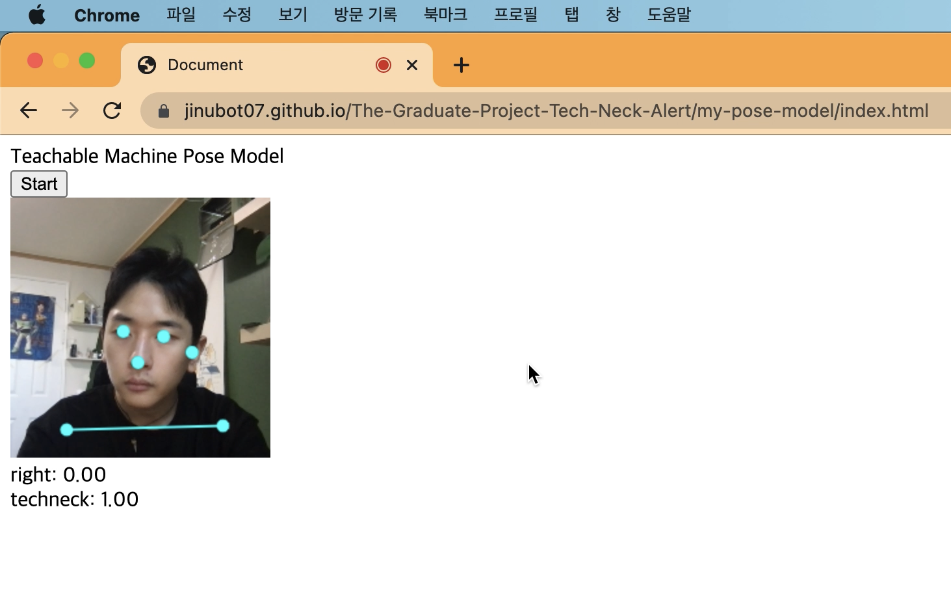 Chrome 파일 수정 보기 방문 기록 북마크 프로필 탭 창 도움말
Document
jinubot07.github.io/The-Graduate-Project-Tech-Neck-Alert/my-pose-model/index.html
Teachable Machine Pose Model
Start
right: 0.00
techneck: 1.00